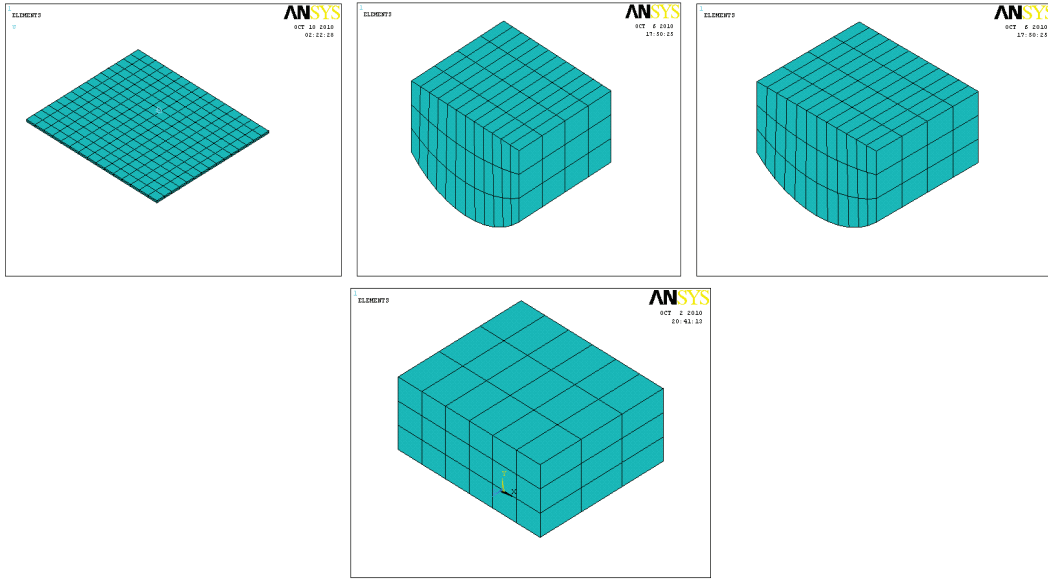 1
ELEMENTS
ANSYS
OCT 10 2010
02:22:28
1
ELEMENTS
ANSYS
OCT 6 2010
17:50:25
1
ELEMENTS
ANSYS
OCT 6 2010
17:50:25
1
ELEMENTS
ANSYS
OCT 2 2010
20:41:13